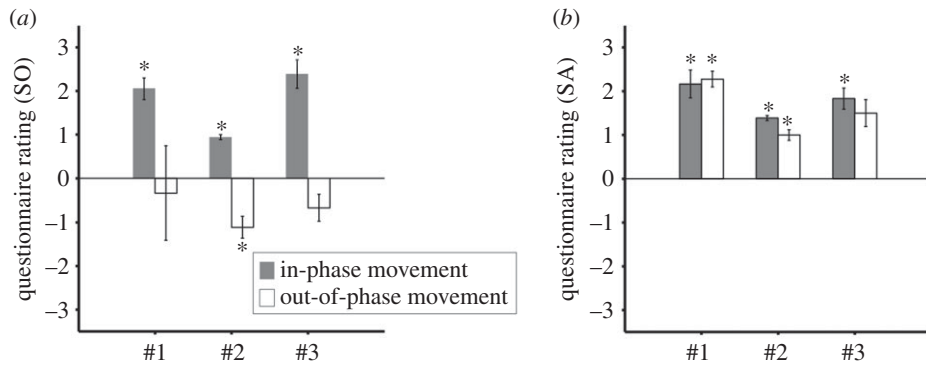 (a)
questionnaire rating (SO)
3
2
1
0
–1
–2
–3
*
*
*
*
in-phase movement
out-of-phase movement
#1 #2 #3
(b)
questionnaire rating (SA)
3
2
1
0
–1
–2
–3
* *
* *
*
#1 #2 #3